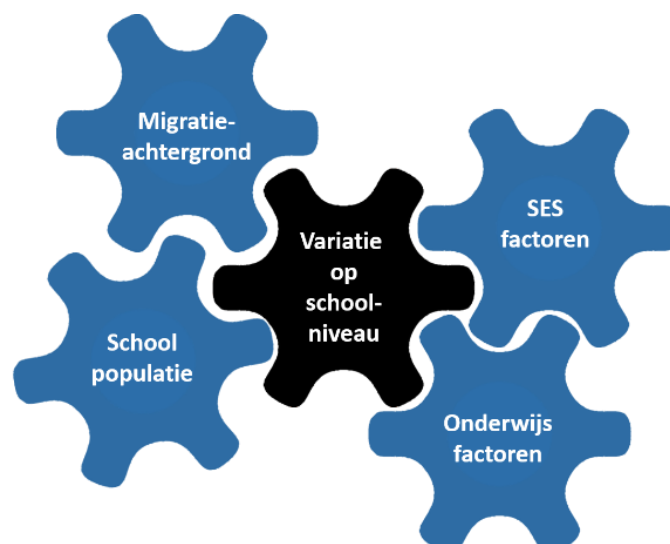 Migratie-
achtergrond
SES
factoren
Variatie
op
school-
niveau
School
populatie
Onderwijs
factoren